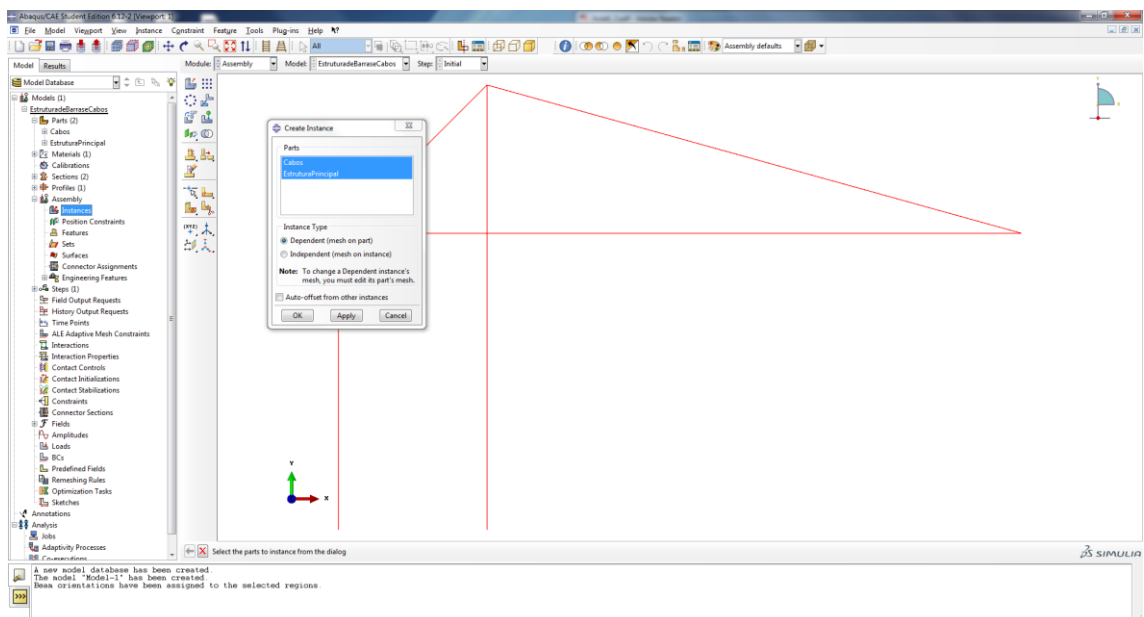 Abaqus/CAE Student Edition 6.12-2 [Viewport: 1]
File Model Viewport View Instance Constraint Feature Tools Plug-ins Help
All
Assembly defaults
Model Results
Module: Assembly Model: EstruturadeBarraseCabos Step: Initial
Model Database
Models (1)
EstruturadeBarraseCabos
Parts (2)
Cabos
EstruturaPrincipal
Materials (1)
Calibrations
Sections (2)
Profiles (1)
Assembly
Instances
Position Constraints
Features
Sets
Surfaces
Connector Assignments
Engineering Features
Steps (1)
Field Output Requests
History Output Requests
Time Points
ALE Adaptive Mesh Constraints
Interactions
Interaction Properties
Contact Controls
Contact Initializations
Contact Stabilizations
Constraints
Connector Sections
Fields
Amplitudes
Loads
BCs
Predefined Fields
Remeshing Rules
Optimization Tasks
Sketches
Annotations
Analysis
Jobs
Adaptivity Processes
Co-executions
Create Instance
Parts
Cabos
EstruturaPrincipal
Instance Type
Dependent (mesh on part)
Independent (mesh on instance)
Note: To change a Dependent instance's
mesh, you must edit its part's mesh.
Auto-offset from other instances
OK Apply Cancel
Y
X
Select the parts to instance from the dialog
SIMULIA
A new model database has been created.
The model "Model-1" has been created.
Beam orientations have been assigned to the selected regions.